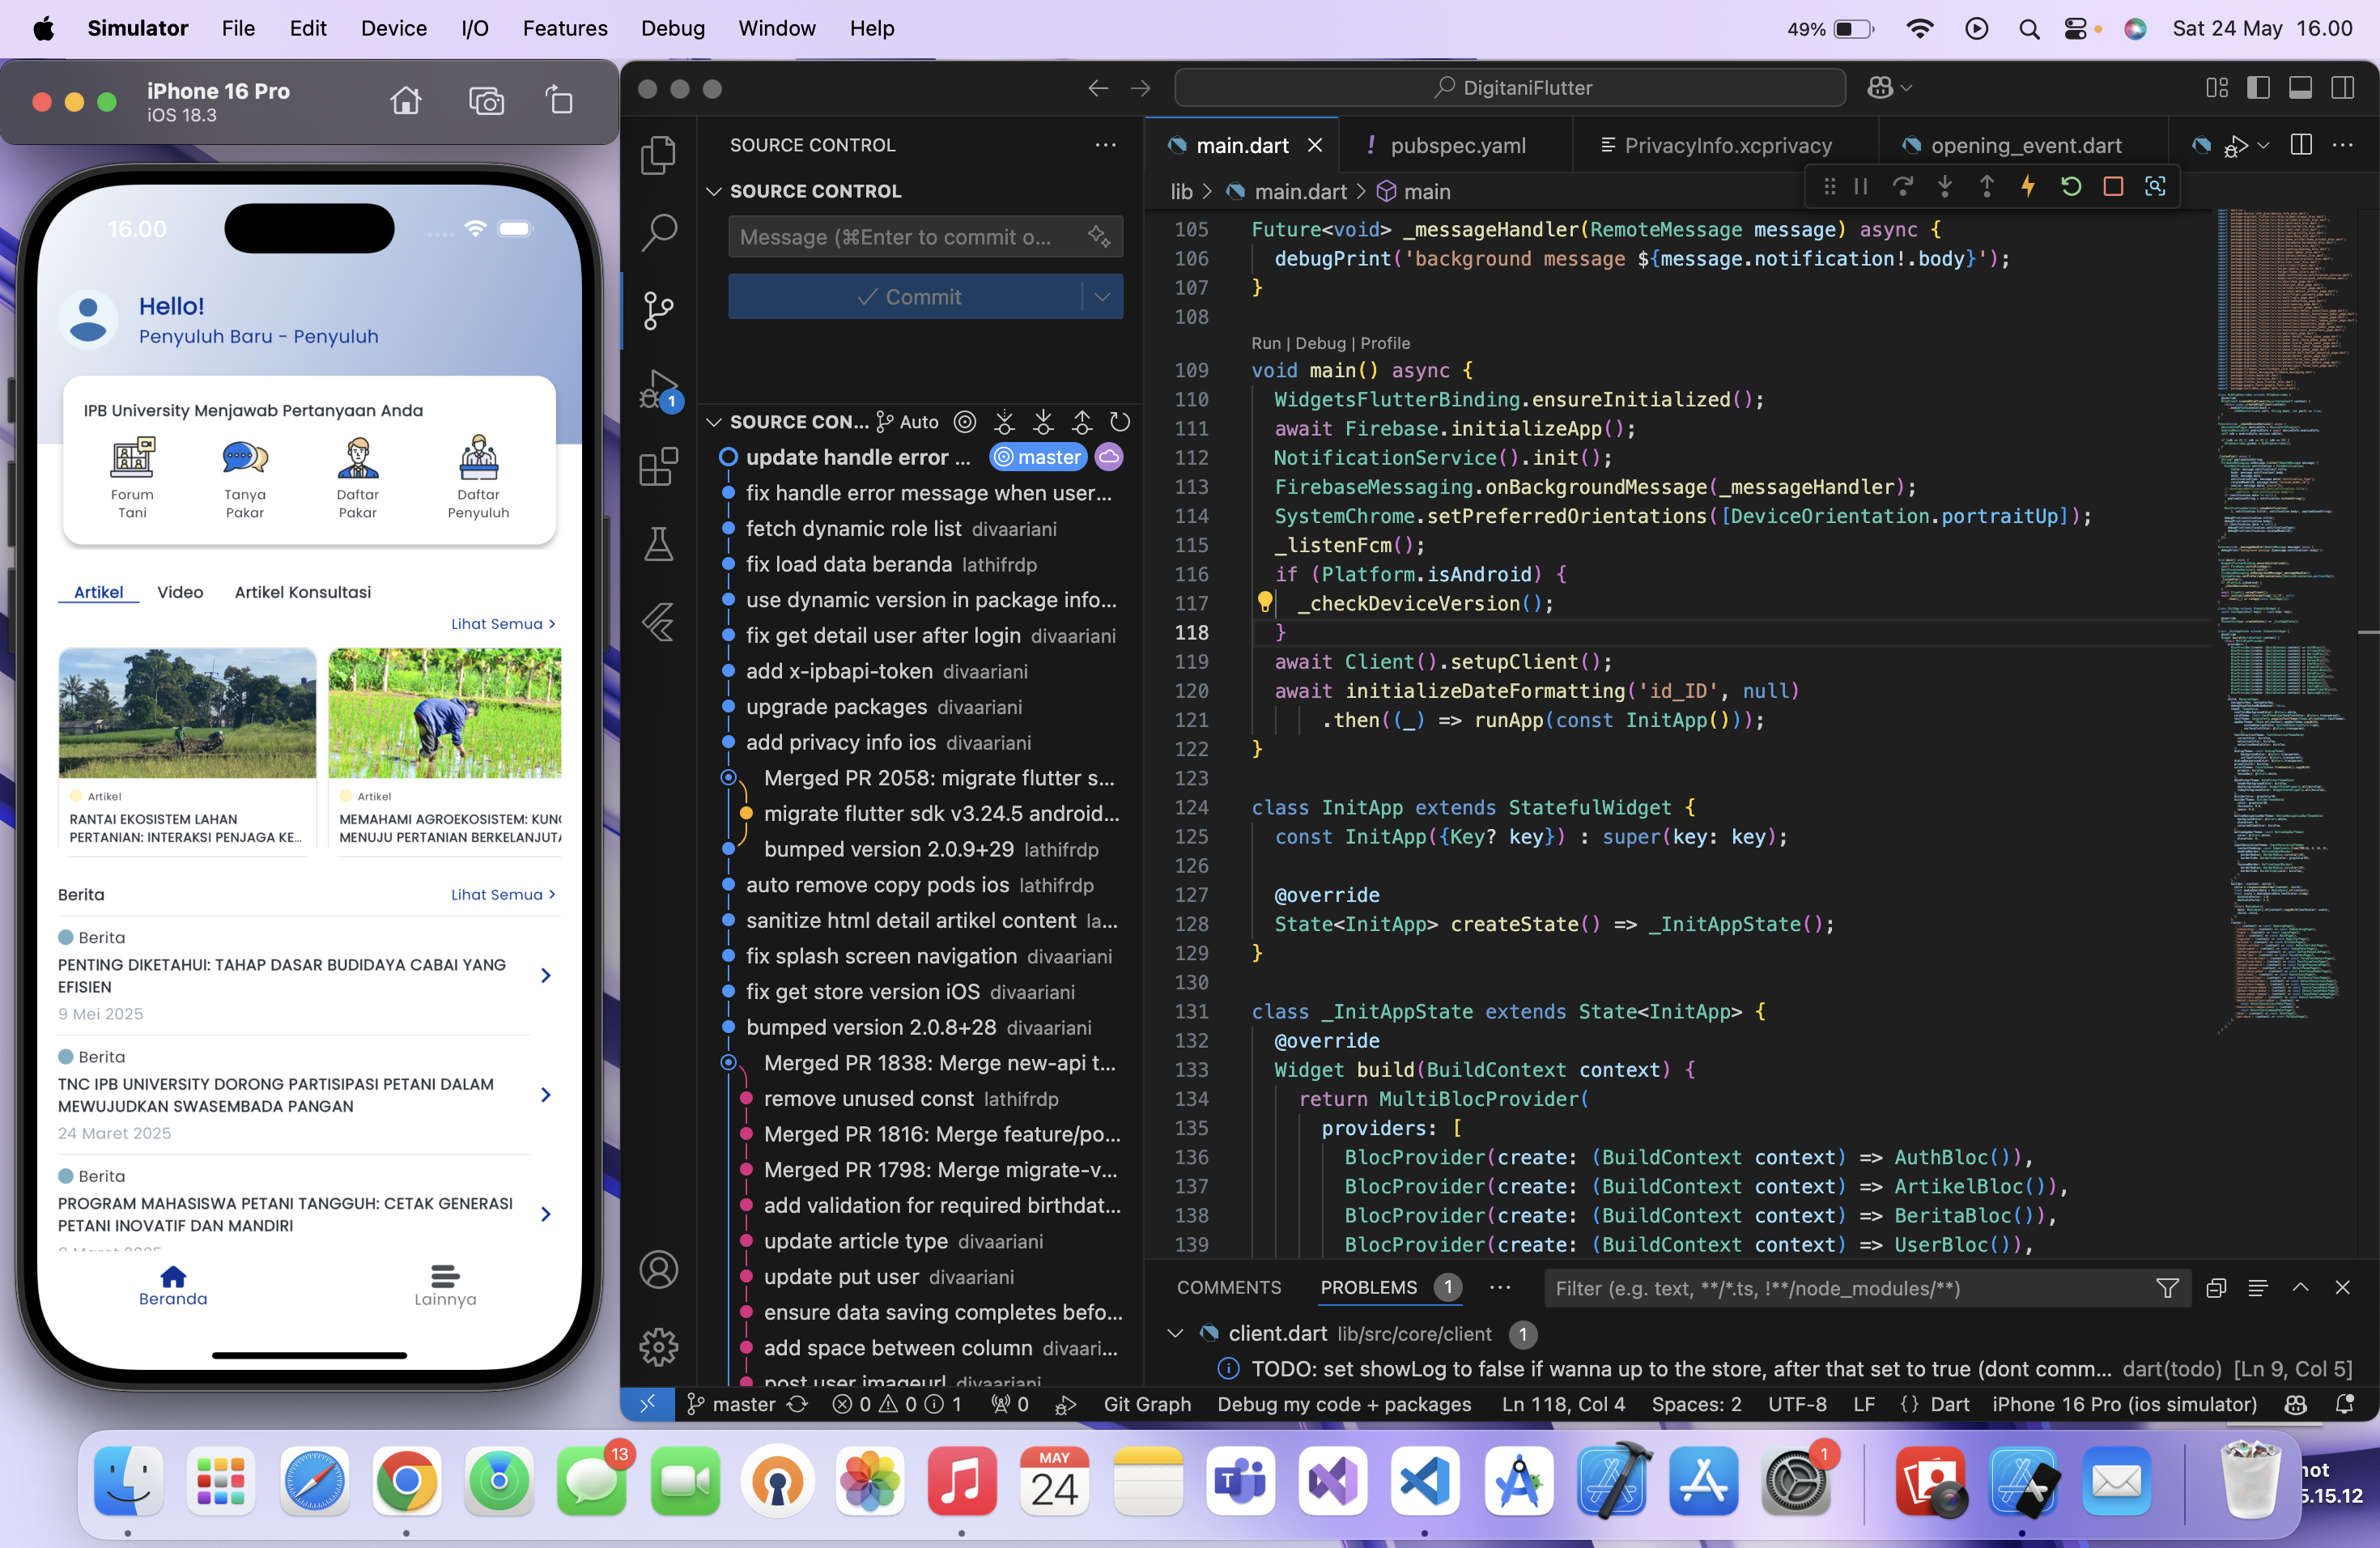 Simulator File Edit Device I/O Features Debug Window Help
49% Sat 24 May 16.00
iPhone 16 Pro
iOS 18.3
16.00
Hello!
Penyuluh Baru - Penyuluh
IPB University Menjawab Pertanyaan Anda
Forum Tani
Tanya Pakar
Daftar Pakar
Daftar Penyuluh
Artikel Video Artikel Konsultasi
Lihat Semua >
Artikel
RANTAI EKOSISTEM LAHAN
PERTANIAN: INTERAKSI PENJAGA KE...
Artikel
MEMAHAMI AGROEKOSISTEM: KUNC
MENUJU PERTANIAN BERKELANJUTA
Berita Lihat Semua >
Berita
PENTING DIKETAHUI: TAHAP DASAR BUDIDAYA CABAI YANG
EFISIEN
9 Mei 2025
Berita
TNC IPB UNIVERSITY DORONG PARTISIPASI PETANI DALAM
MEWUJUDKAN SWASEMBADA PANGAN
24 Maret 2025
Berita
PROGRAM MAHASISWA PETANI TANGGUH: CETAK GENERASI
PETANI INOVATIF DAN MANDIRI
Beranda Lainnya
DigitaniFlutter
SOURCE CONTROL
SOURCE CONTROL
Message (⌘Enter to commit o...
Commit
1
SOURCE CON... Auto
update handle error ... master
fix handle error message when user...
fetch dynamic role list divaariani
fix load data beranda lathifrdp
use dynamic version in package info...
fix get detail user after login divaariani
add x-ipbapi-token divaariani
upgrade packages divaariani
add privacy info ios divaariani
Merged PR 2058: migrate flutter s...
migrate flutter sdk v3.24.5 android...
bumped version 2.0.9+29 lathifrdp
auto remove copy pods ios lathifrdp
sanitize html detail artikel content la...
fix splash screen navigation divaariani
fix get store version iOS divaariani
bumped version 2.0.8+28 divaariani
Merged PR 1838: Merge new-api t...
remove unused const lathifrdp
Merged PR 1816: Merge feature/po...
Merged PR 1798: Merge migrate-v...
add validation for required birthdat...
update article type divaariani
update put user divaariani
ensure data saving completes befo...
add space between column divaari...
post user imageurl divaariani
main.dart pubspec.yaml PrivacyInfo.xcprivacy opening_event.dart
lib > main.dart > main
105 Future<void> _messageHandler(RemoteMessage message) async {
106 debugPrint('background message ${message.notification!.body}');
107 }
108
Run | Debug | Profile
109 void main() async {
110 WidgetsFlutterBinding.ensureInitialized();
111 await Firebase.initializeApp();
112 NotificationService().init();
113 FirebaseMessaging.onBackgroundMessage(_messageHandler);
114 SystemChrome.setPreferredOrientations([DeviceOrientation.portraitUp]);
115 _listenFcm();
116 if (Platform.isAndroid) {
117 _checkDeviceVersion();
118 }
119 await Client().setupClient();
120 await initializeDateFormatting('id_ID', null)
121 .then((_) => runApp(const InitApp()));
122 }
123
124 class InitApp extends StatefulWidget {
125 const InitApp({Key? key}) : super(key: key);
126
127 @override
128 State<InitApp> createState() => _InitAppState();
129 }
130
131 class _InitAppState extends State<InitApp> {
132 @override
133 Widget build(BuildContext context) {
134 return MultiBlocProvider(
135 providers: [
136 BlocProvider(create: (BuildContext context) => AuthBloc()),
137 BlocProvider(create: (BuildContext context) => ArtikelBloc()),
138 BlocProvider(create: (BuildContext context) => BeritaBloc()),
139 BlocProvider(create: (BuildContext context) => UserBloc()),
COMMENTS PROBLEMS 1 ... Filter (e.g. text, **/*.ts, !**/node_modules/**)
client.dart lib/src/core/client 1
TODO: set showLog to false if wanna up to the store, after that set to true (dont comm... dart(todo) [Ln 9, Col 5]
master 0 0 1 0 Git Graph Debug my code + packages Ln 118, Col 4 Spaces: 2 UTF-8 LF {} Dart iPhone 16 Pro (ios simulator)
13
MAY
24
T
1
not
5.15.12